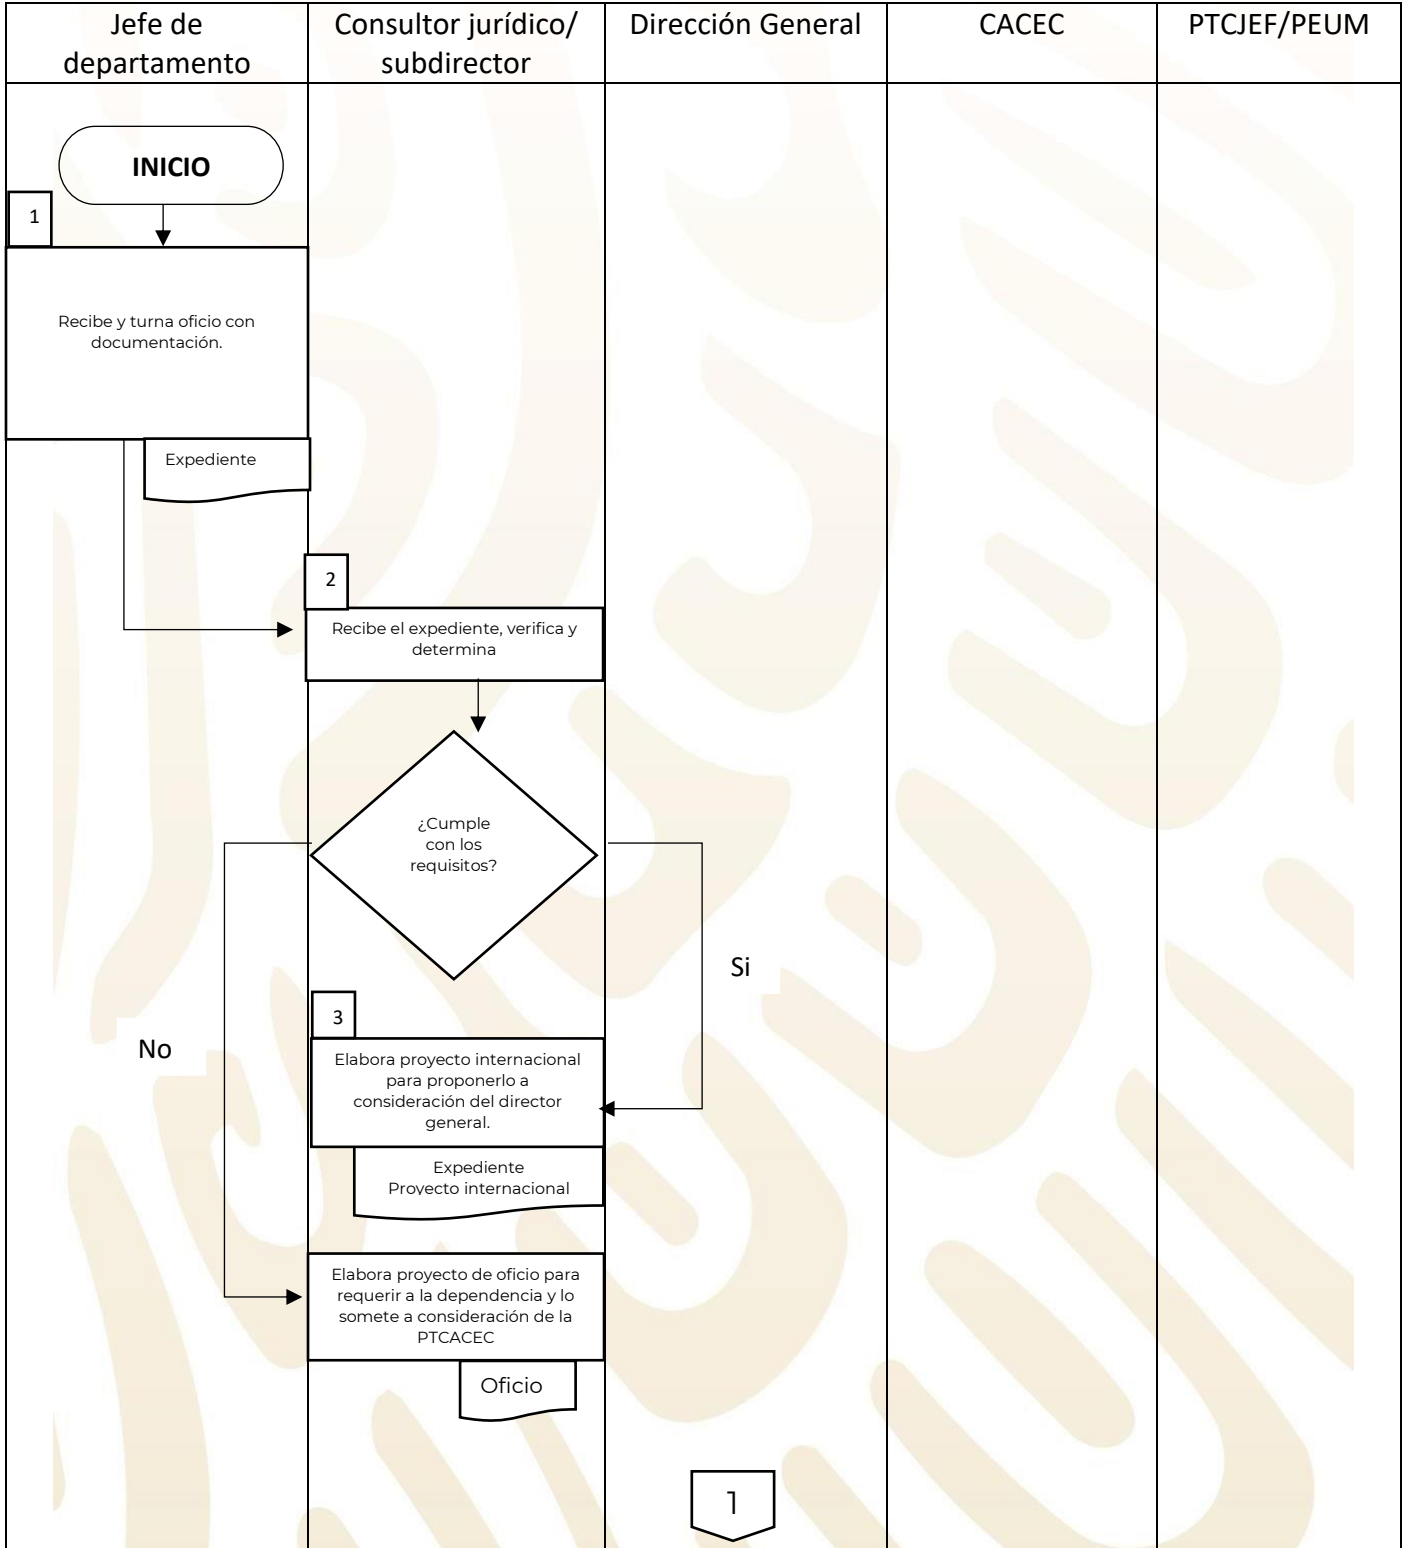 Jefe de
departamento
Consultor jurídico/
subdirector
Dirección General
CACEC
PTCJEF/PEUM
INICIO
1
Recibe y turna oficio con
documentación.
Expediente
2
Recibe el expediente, verifica y
determina
¿Cumple
con los
requisitos?
Si
No
3
Elabora proyecto internacional
para proponerlo a
consideración del director
general.
Expediente
Proyecto internacional
Elabora proyecto de oficio para
requerir a la dependencia y lo
somete a consideración de la
PTCACEC
Oficio
1